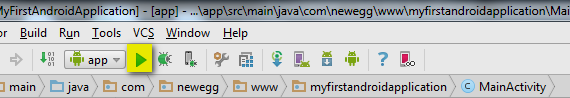 MyFirstAndroidApplication] - [app] - ...\app\src\main\java\com\newegg\www\myfirstandroidapplication\Main
Build Run Tools VCS Window Help
app
main java com newegg www myfirstandroidapplication MainActivity